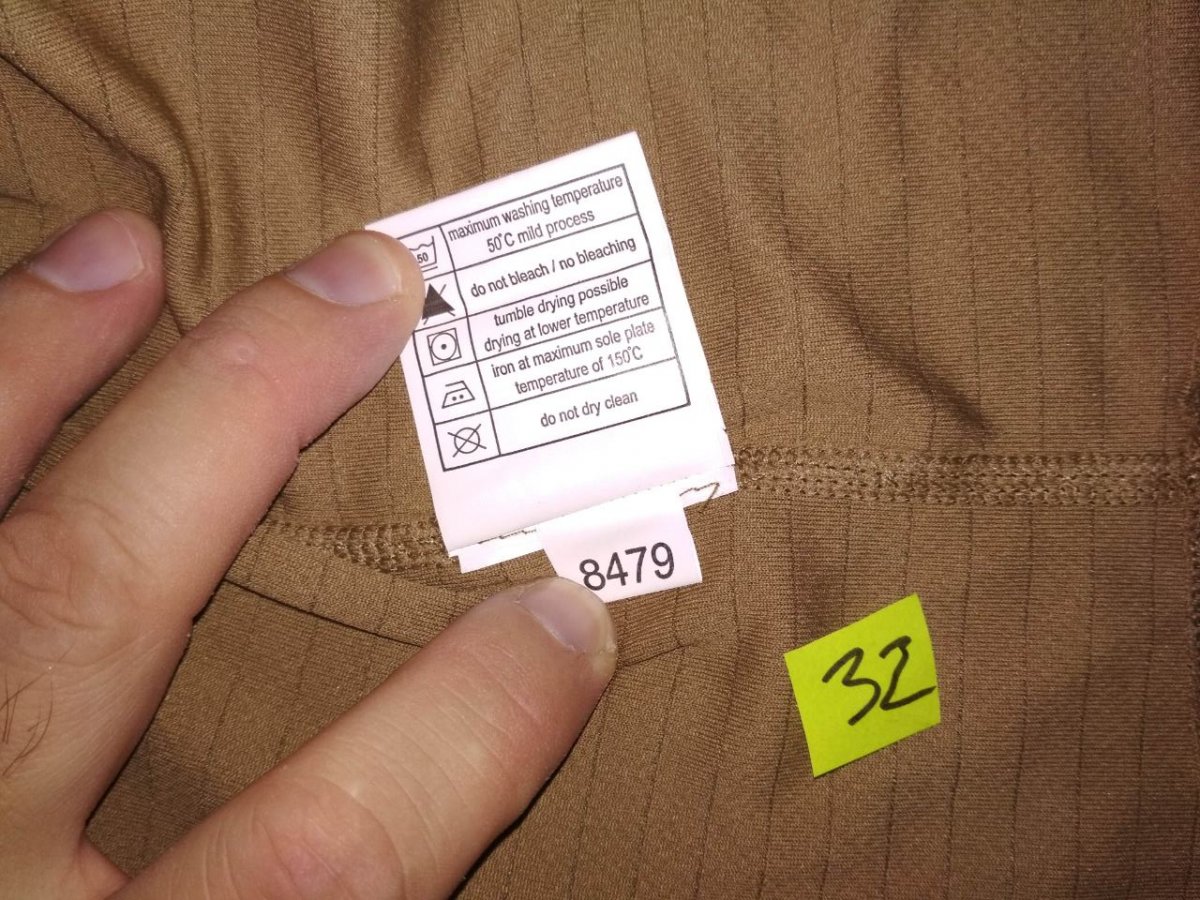 50
maximum washing temperature
50°C mild process
do not bleach / no bleaching
tumble drying possible
drying at lower temperature
iron at maximum sole plate
temperature of 150°C
do not dry clean
8479
32